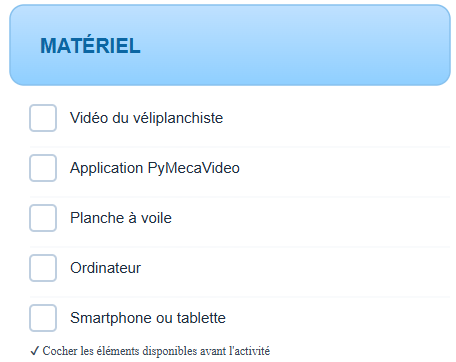 MATÉRIEL
Vidéo du véliplanchiste
Application PyMecaVideo
Planche à voile
Ordinateur
Smartphone ou tablette
✓ Cocher les éléments disponibles avant l'activité